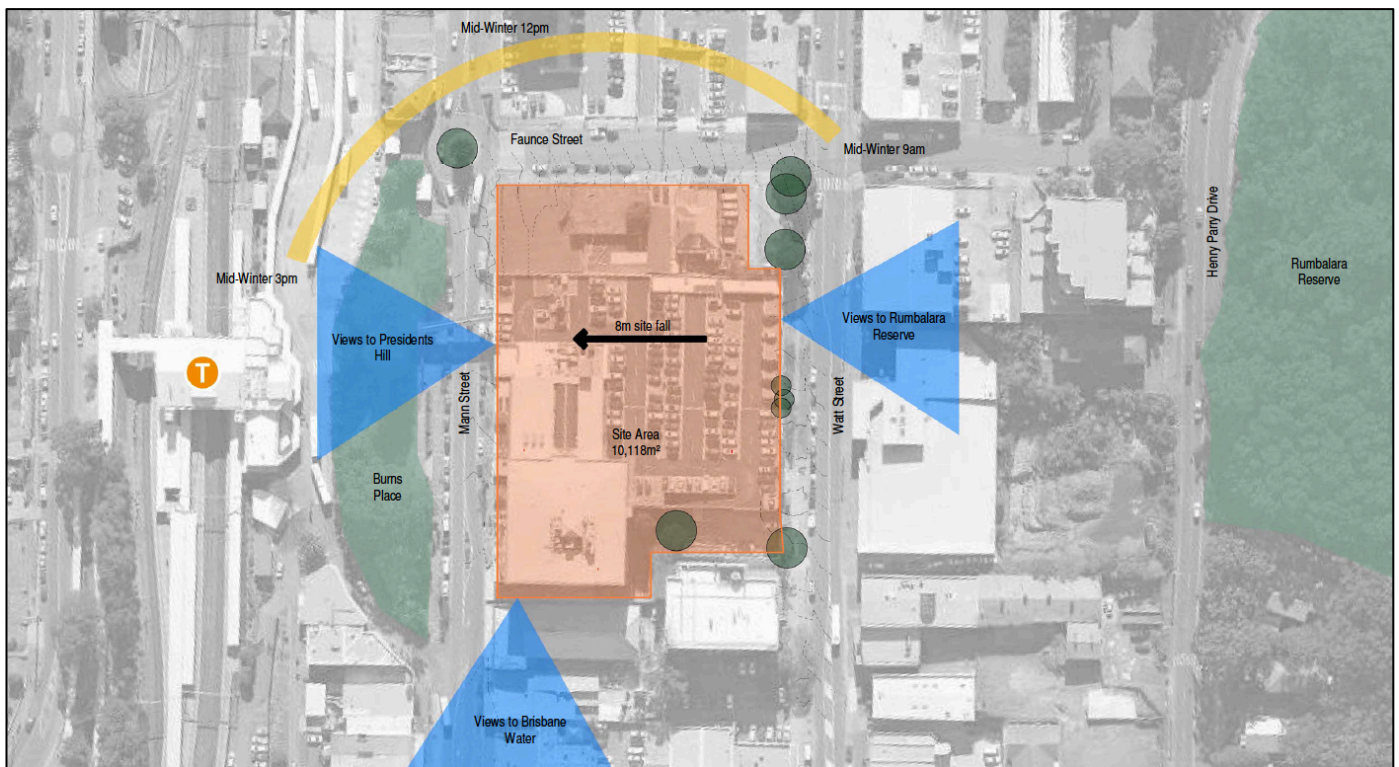 Mid-Winter 12pm
Faunce Street
Mid-Winter 9am
Henry Parry Drive
Rumbalara
Reserve
Mid-Winter 3pm
8m site fall
Views to Presidents
Hill
Views to Rumbalara
Reserve
T
Mann Street
Watt Street
Site Area
10,118m²
Burns
Place
Views to Brisbane
Water